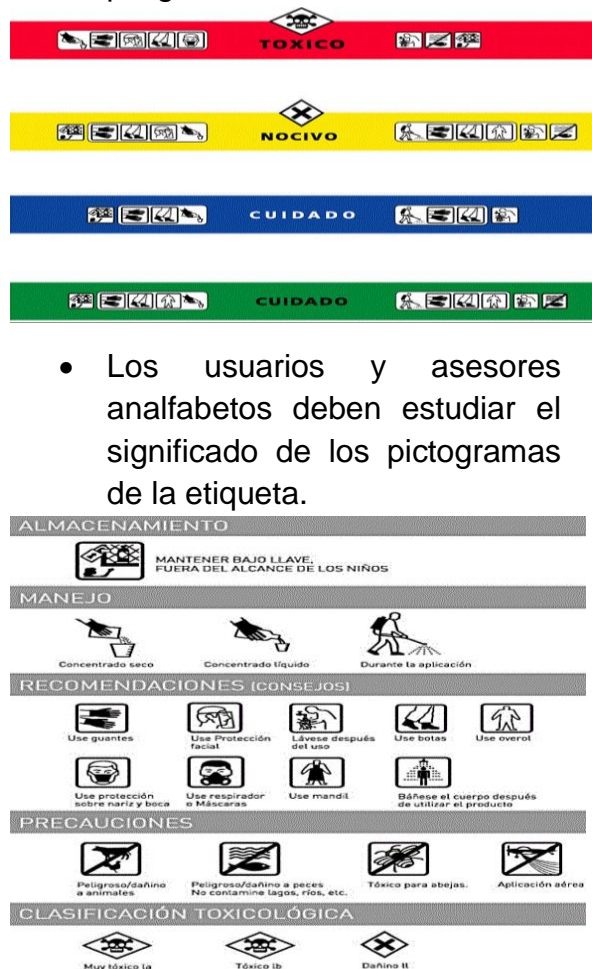 TOXICO
NOCIVO
CUIDADO
CUIDADO
• Los usuarios y asesores
analfabetos deben estudiar el
significado de los pictogramas
de la etiqueta.
ALMACENAMIENTO
MANTENER BAJO LLAVE,
FUERA DEL ALCANCE DE LOS NIÑOS
MANEJO
Concentrado seco
Concentrado líquido
Durante la aplicación
RECOMENDACIONES (CONSEJOS)
Use guantes
Use Protección
facial
Lávese después
del uso
Use botas
Use overol
Use protección
sobre nariz y boca
Use respirador
o Máscaras
Use mandil
Báñese el cuerpo después
de utilizar el producto
PRECAUCIONES
Peligroso/dañino
a animales
Peligroso/dañino a peces
No contamine lagos, ríos, etc.
Tóxico para abejas.
Aplicación aérea
CLASIFICACIÓN TOXICOLÓGICA
Muy tóxico Ia
Tóxico Ib
Dañino II